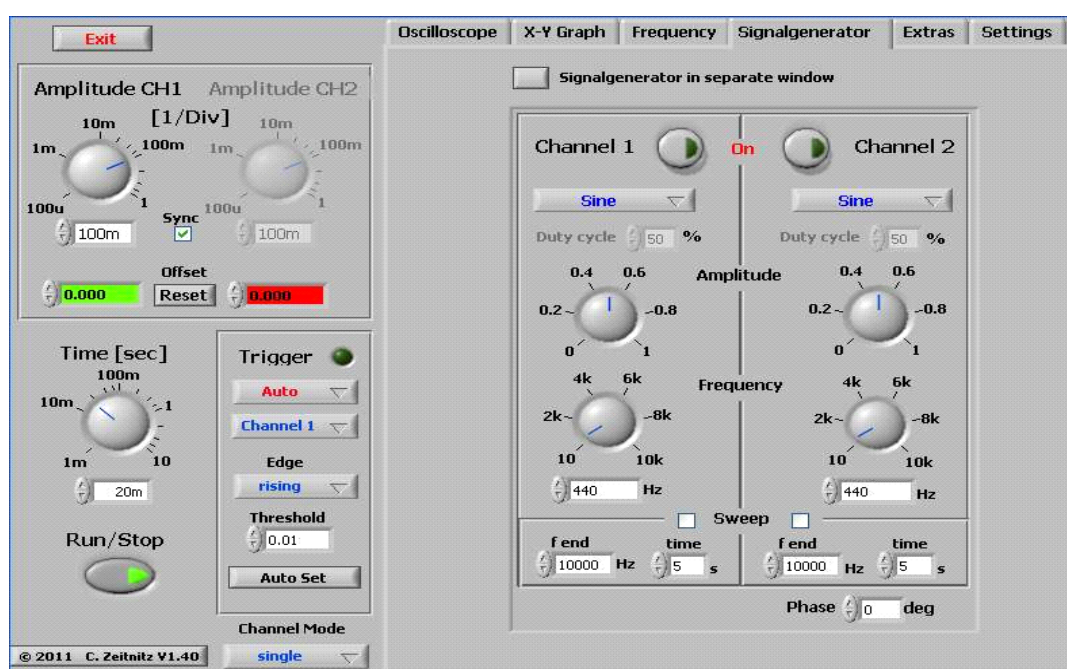 Exit
Oscilloscope X-Y Graph Frequency Signalgenerator Extras Settings
Signalgenerator in separate window
Amplitude CH1 Amplitude CH2
[1/Div]
10m 10m
1m 100m 1m 100m
100u 1 100u 1
Sync
100m 100m
Offset
0.000 Reset 0.000
Time [sec]
100m
10m 1
1m 10
20m
Run/Stop
Trigger
Auto
Channel 1
Edge
rising
Threshold
0.01
Auto Set
Channel Mode
single
© 2011 C. Zeitnitz V1.40
Channel 1 On Channel 2
Sine Sine
Duty cycle 50 % Duty cycle 50 %
0.4 0.6 Amplitude 0.4 0.6
0.2 0.8 0.2 0.8
0 1 0 1
4k 6k Frequency 4k 6k
2k 8k 2k 8k
10 10k 10 10k
440 Hz 440 Hz
Sweep
f end time f end time
10000 Hz 5 s 10000 Hz 5 s
Phase 0 deg